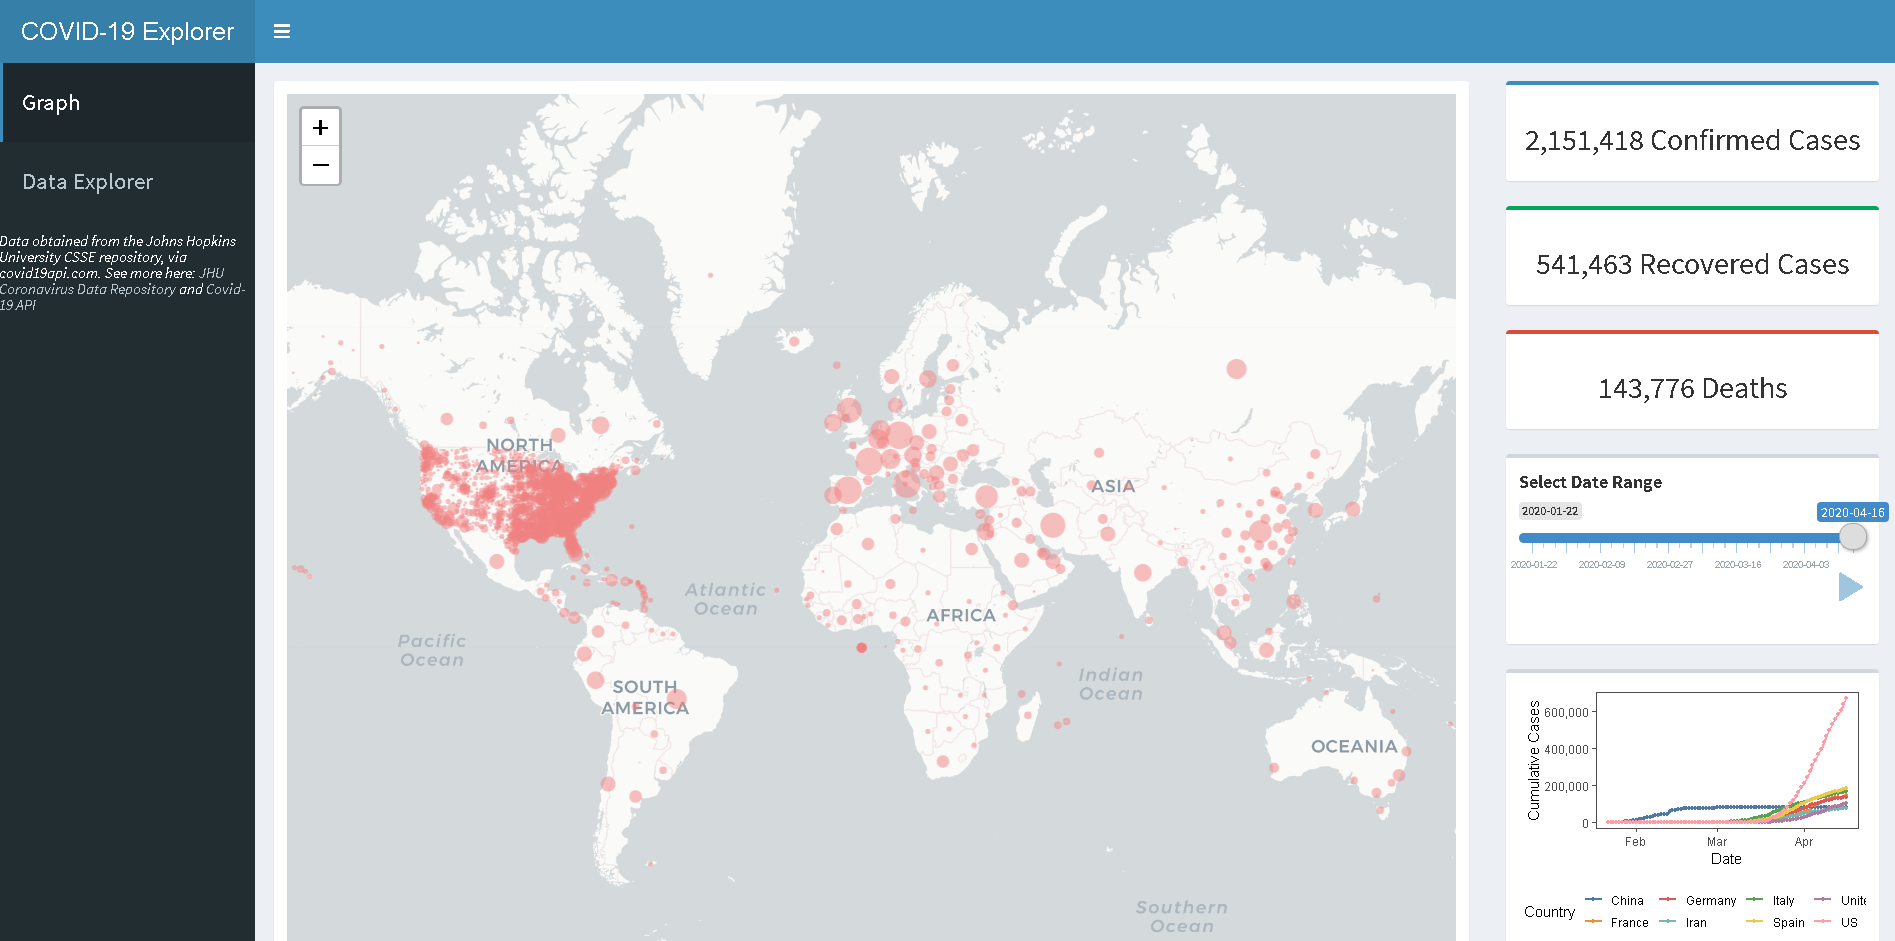 COVID-19 Explorer
Graph
Data Explorer
Data obtained from the Johns Hopkins
University CSSE repository, via
covid19api.com. See more here: JHU
Coronavirus Data Repository and Covid-
19 API
+
−
NORTH
AMERICA
Atlantic
Ocean
Pacific
Ocean
SOUTH
AMERICA
AFRICA
ASIA
Indian
Ocean
OCEANIA
Southern
Ocean
2,151,418 Confirmed Cases
541,463 Recovered Cases
143,776 Deaths
Select Date Range
2020-01-22
2020-04-16
2020-01-22 2020-02-09 2020-02-27 2020-03-16 2020-04-03
Cumulative Cases
600,000
400,000
200,000
0
Feb Mar Apr
Date
Country
China Germany Italy Unite
France Iran Spain US